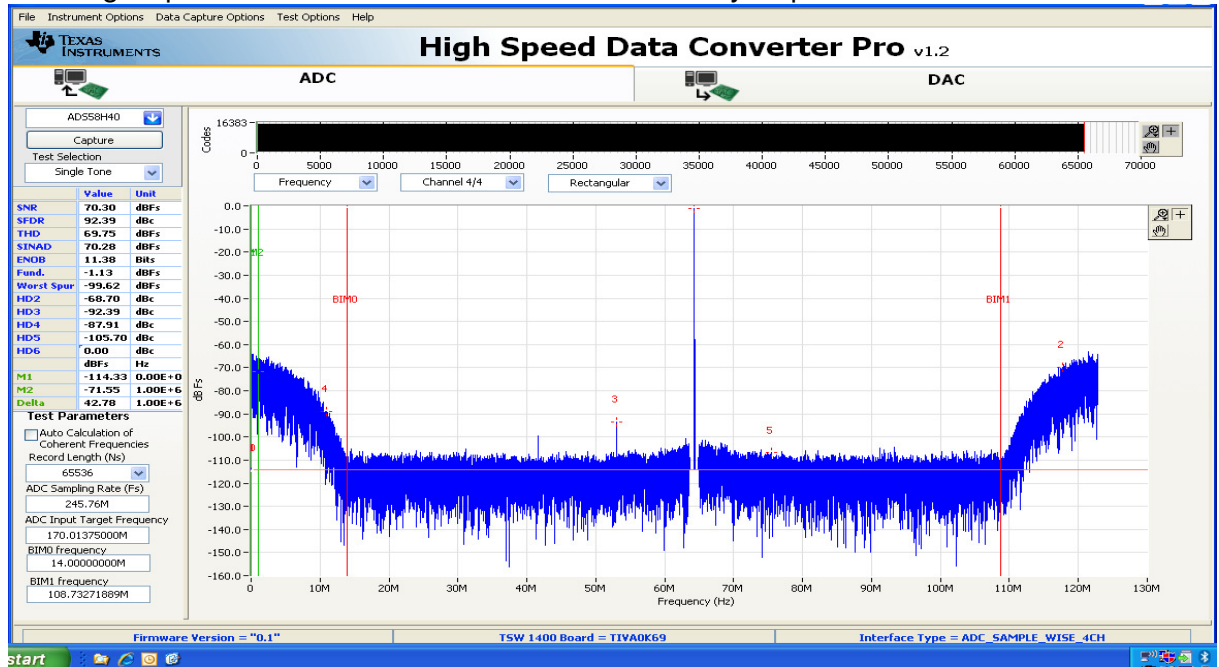 File Instrument Options Data Capture Options Test Options Help
TEXAS INSTRUMENTS
High Speed Data Converter Pro v1.2
ADC
DAC
ADS58H40
Capture
Test Selection
Single Tone
Value Unit
SNR 70.30 dBFs
SFDR 92.39 dBc
THD 69.75 dBFs
SINAD 70.28 dBFs
ENOB 11.38 Bits
Fund. -1.13 dBFs
Worst Spur -99.62 dBFs
HD2 -68.70 dBc
HD3 -92.39 dBc
HD4 -87.91 dBc
HD5 -105.70 dBc
HD6 0.00 dBc
dBFs Hz
M1 -114.33 0.00E+0
M2 -71.55 1.00E+6
Delta 42.78 1.00E+6
Test Parameters
Auto Calculation of
Coherent Frequencies
Record Length (Ns)
65536
ADC Sampling Rate (Fs)
245.76M
ADC Input Target Frequency
170.01375000M
BIM0 frequency
14.00000000M
BIM1 frequency
108.73271889M
Codes
16383
0
0 5000 10000 15000 20000 25000 30000 35000 40000 45000 50000 55000 60000 65000 70000
Frequency Channel 4/4 Rectangular
dBFs
0.0
-10.0
-20.0
-30.0
-40.0
-50.0
-60.0
-70.0
-80.0
-90.0
-100.0
-110.0
-120.0
-130.0
-140.0
-150.0
-160.0
M2
BIM0
BIM1
2
4
3
5
0 10M 20M 30M 40M 50M 60M 70M 80M 90M 100M 110M 120M 130M
Frequency (Hz)
Firmware Version = "0.1" TSW 1400 Board = TIVA0K69 Interface Type = ADC_SAMPLE_WISE_4CH
start